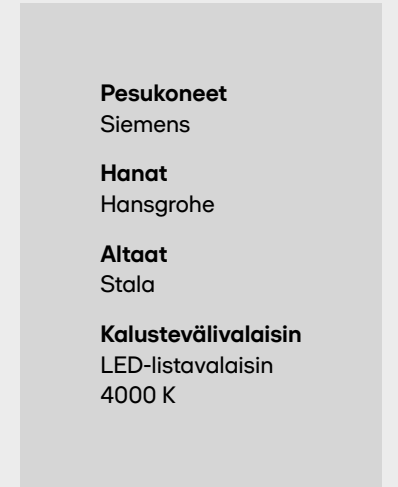 Pesukoneet
Siemens
Hanat
Hansgrohe
Altaat
Stala
Kalustevälivalaisin
LED-listavalaisin
4000 K